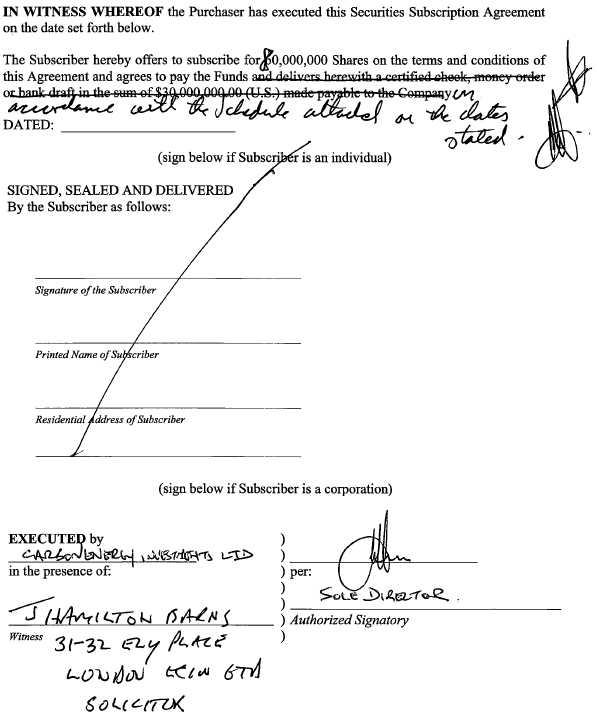 IN WITNESS WHEREOF the Purchaser has executed this Securities Subscription Agreement
on the date set forth below.
The Subscriber hereby offers to subscribe for 80,000,000 Shares on the terms and conditions of
this Agreement and agrees to pay the Funds and delivers herewith a certified check, money order
or bank draft in the sum of $30,000,000.00 (U.S.) made payable to the Company in
accordance with the Schedule attached on the dates
stated.
DATED:
(sign below if Subscriber is an individual)
SIGNED, SEALED AND DELIVERED
By the Subscriber as follows:
Signature of the Subscriber
Printed Name of Subscriber
Residential Address of Subscriber
(sign below if Subscriber is a corporation)
EXECUTED by )
CARBON ENERGY INVESTMENTS LTD )
in the presence of: ) per:
) SOLE DIRECTOR.
J HAMILTON BARNS ) Authorized Signatory
Witness )
31-32 ELY PLACE
LONDON EC1N 6TD
SOLICITOR